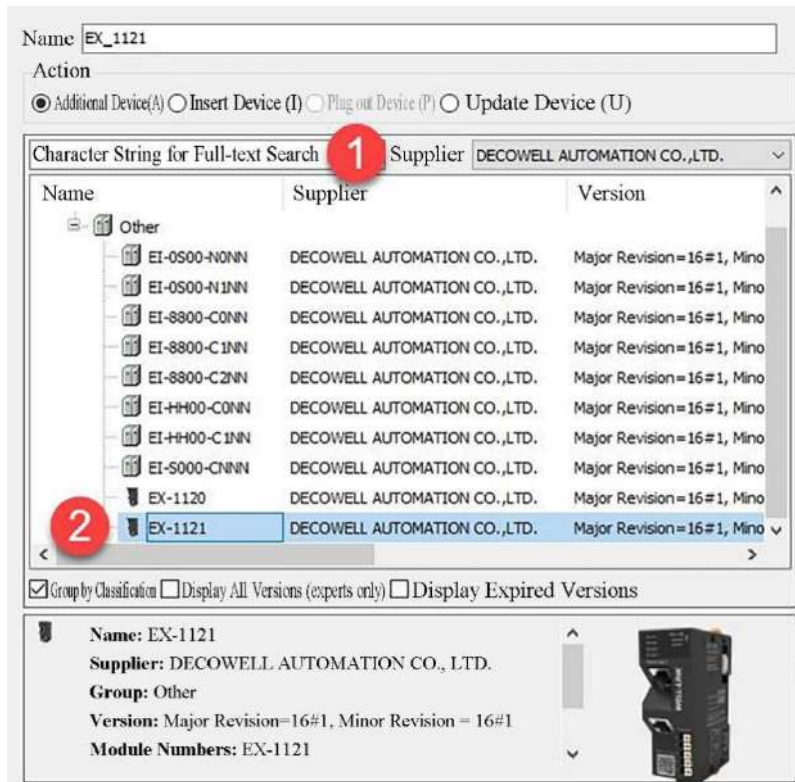 Name EX_1121
Action
Additional Device(A) Insert Device (I) Plug out Device (P) Update Device (U)
Character String for Full-text Search 1 Supplier DECOWELL AUTOMATION CO.,LTD.
Name Supplier Version
Other
EI-0S00-N0NN DECOWELL AUTOMATION CO.,LTD. Major Revision=16#1, Mino
EI-0S00-N1NN DECOWELL AUTOMATION CO.,LTD. Major Revision=16#1, Mino
EI-8800-C0NN DECOWELL AUTOMATION CO.,LTD. Major Revision=16#1, Mino
EI-8800-C1NN DECOWELL AUTOMATION CO.,LTD. Major Revision=16#1, Mino
EI-8800-C2NN DECOWELL AUTOMATION CO.,LTD. Major Revision=16#1, Mino
EI-HH00-C0NN DECOWELL AUTOMATION CO.,LTD. Major Revision=16#1, Mino
EI-HH00-C1NN DECOWELL AUTOMATION CO.,LTD. Major Revision=16#1, Mino
EI-S000-CNNN DECOWELL AUTOMATION CO.,LTD. Major Revision=16#1, Mino
EX-1120 DECOWELL AUTOMATION CO.,LTD. Major Revision=16#1, Mino
2 EX-1121 DECOWELL AUTOMATION CO.,LTD. Major Revision=16#1, Mino
Group by Classification Display All Versions (experts only) Display Expired Versions
Name: EX-1121
Supplier: DECOWELL AUTOMATION CO., LTD.
Group: Other
Version: Major Revision=16#1, Minor Revision = 16#1
Module Numbers: EX-1121